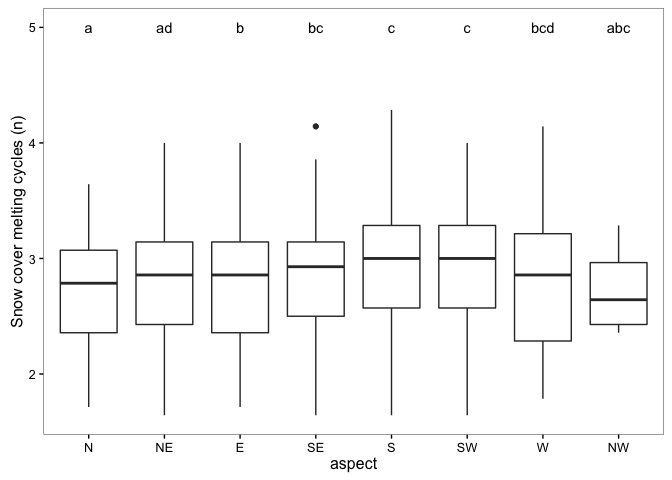 Snow cover melting cycles (n)
5
4
3
2
a ad b bc c c bcd abc
N NE E SE S SW W NW
aspect